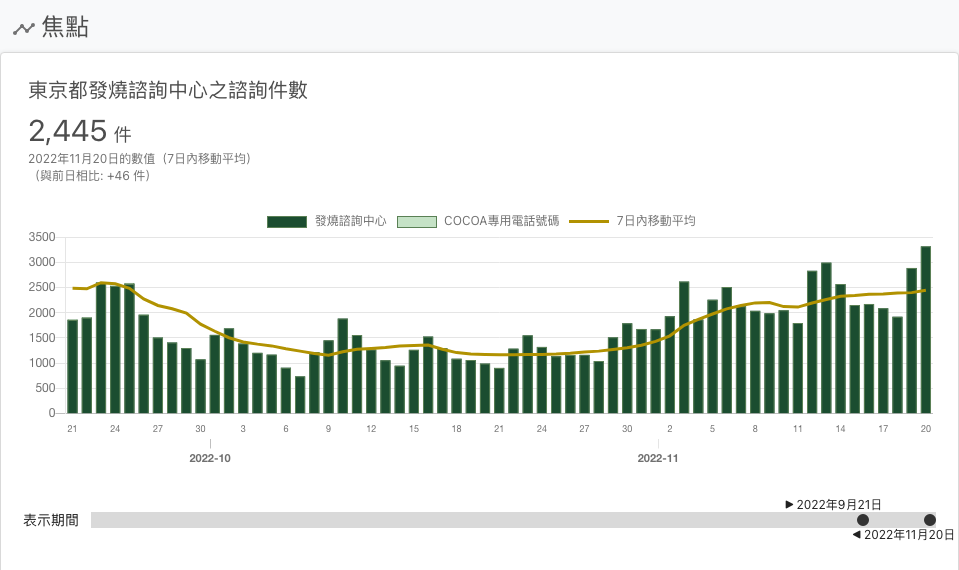 焦點
東京都發燒諮詢中心之諮詢件數
2,445 件
2022年11月20日的數值（7日內移動平均）
（與前日相比: +46 件）
發燒諮詢中心 COCOA專用電話號碼 7日內移動平均
3500
3000
2500
2000
1500
1000
500
0
21 24 27 30 3 6 9 12 15 18 21 24 27 30 2 5 8 11 14 17 20
2022-10 2022-11
2022年9月21日
表示期間
2022年11月20日